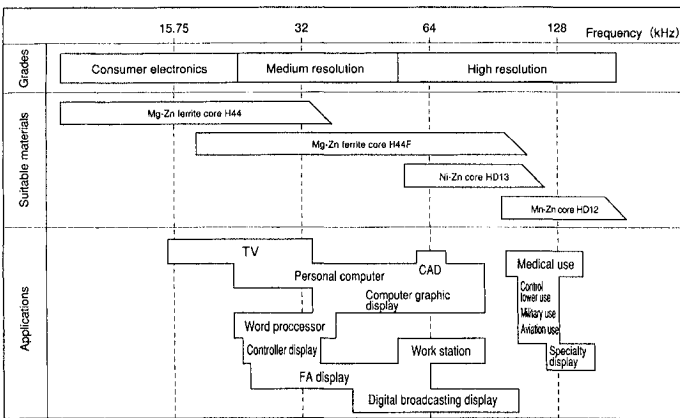 15.75 32 64 128 Frequency (kHz)
Grades
Consumer electronics Medium resolution High resolution
Suitable materials
Mg-Zn ferrite core H44
Mg-Zn ferrite core H44F
Ni-Zn core HD13
Mn-Zn core HD12
Applications
TV
Personal computer
CAD
Computer graphic
display
Word proccessor
Controller display
Work station
FA display
Digital broadcasting display
Medical use
Control
lower use
Military use
Aviation use
Specialty
display